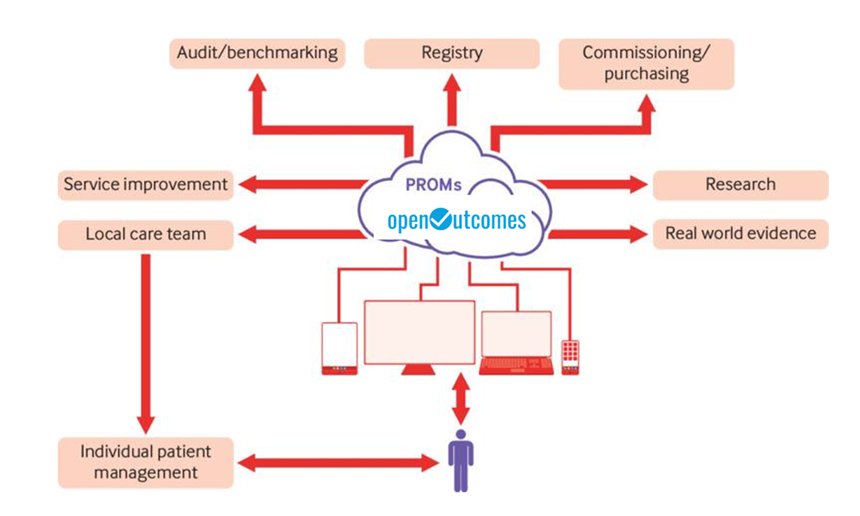 Audit/benchmarking
Registry
Commissioning/
purchasing
PROMs
Service improvement
Research
openOutcomes
Local care team
Real world evidence
Individual patient
management